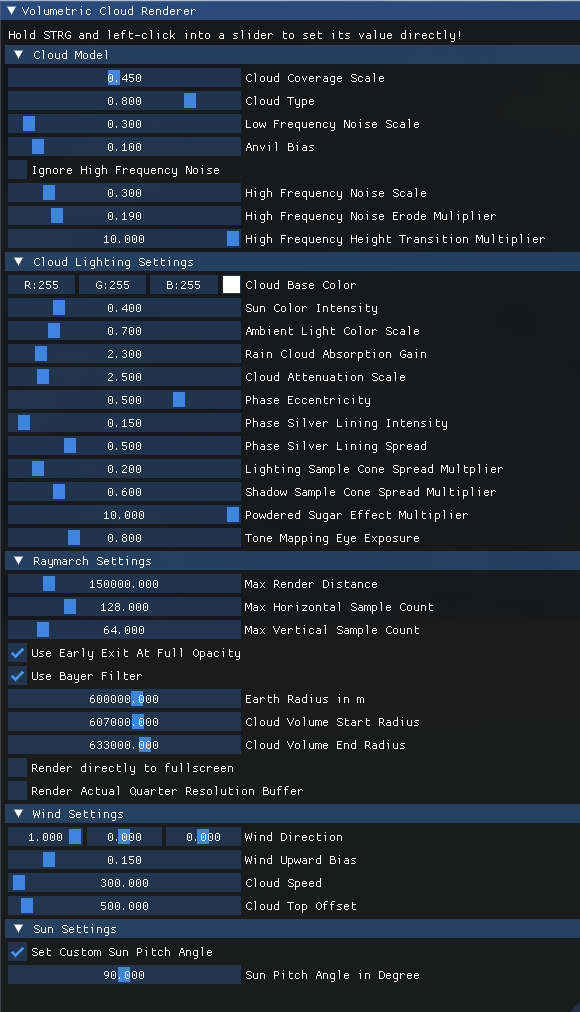 Volumetric Cloud Renderer
Hold STRG and left-click into a slider to set its value directly!
Cloud Model
0.450 Cloud Coverage Scale
0.800 Cloud Type
0.300 Low Frequency Noise Scale
0.100 Anvil Bias
Ignore High Frequency Noise
0.300 High Frequency Noise Scale
0.190 High Frequency Noise Erode Muliplier
10.000 High Frequency Height Transition Multiplier
Cloud Lighting Settings
R:255 G:255 B:255 Cloud Base Color
0.400 Sun Color Intensity
0.700 Ambient Light Color Scale
2.300 Rain Cloud Absorption Gain
2.500 Cloud Attenuation Scale
0.500 Phase Eccentricity
0.150 Phase Silver Lining Intensity
0.500 Phase Silver Lining Spread
0.200 Lighting Sample Cone Spread Multplier
0.600 Shadow Sample Cone Spread Multiplier
10.000 Powdered Sugar Effect Multiplier
0.800 Tone Mapping Eye Exposure
Raymarch Settings
150000.000 Max Render Distance
128.000 Max Horizontal Sample Count
64.000 Max Vertical Sample Count
Use Early Exit At Full Opacity
Use Bayer Filter
600000.000 Earth Radius in m
607000.000 Cloud Volume Start Radius
633000.000 Cloud Volume End Radius
Render directly to fullscreen
Render Actual Quarter Resolution Buffer
Wind Settings
1.000 0.000 0.000 Wind Direction
0.150 Wind Upward Bias
300.000 Cloud Speed
500.000 Cloud Top Offset
Sun Settings
Set Custom Sun Pitch Angle
90.000 Sun Pitch Angle in Degree